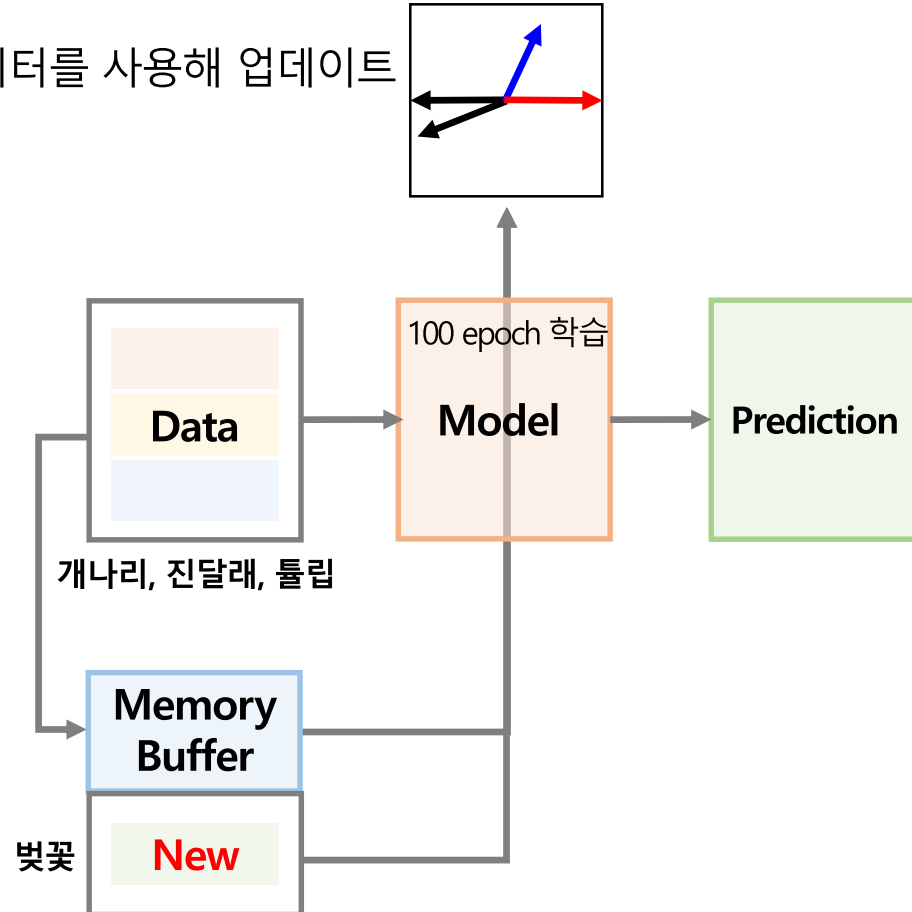 터를 사용해 업데이트
100 epoch 학습
Data
Model
Prediction
개나리, 진달래, 튤립
Memory
Buffer
벚꽃
New